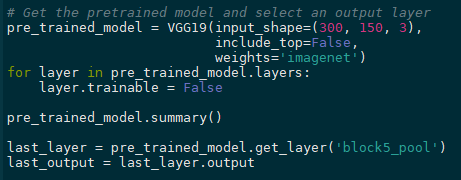 # Get the pretrained model and select an output layer
pre_trained_model = VGG19(input_shape=(300, 150, 3),
                          include_top=False,
                          weights='imagenet')
for layer in pre_trained_model.layers:
    layer.trainable = False

pre_trained_model.summary()

last_layer = pre_trained_model.get_layer('block5_pool')
last_output = last_layer.output